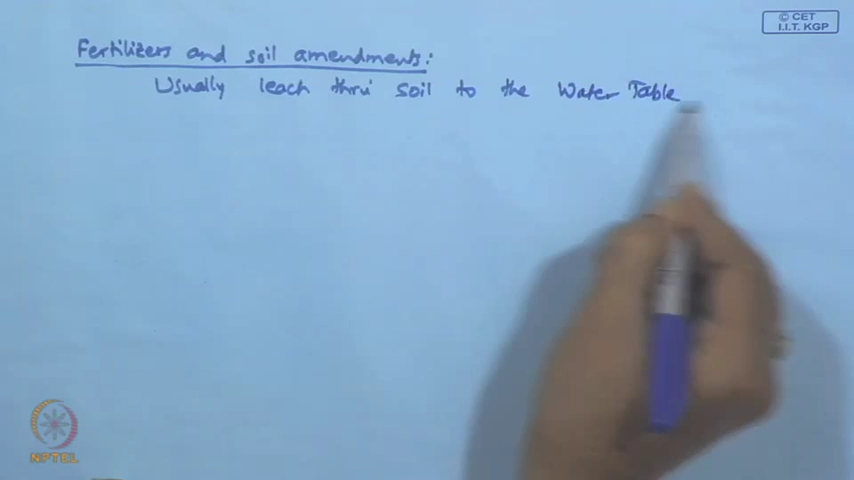 © CET
I.I.T. KGP
Fertilizers and soil amendments:
Usually leach thru soil to the Water Table
NPTEL